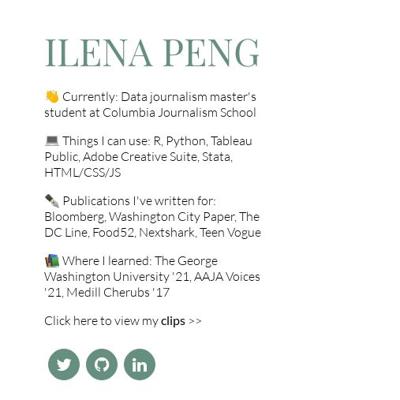 ILENA PENG
👋 Currently: Data journalism master's
student at Columbia Journalism School
💻 Things I can use: R, Python, Tableau
Public, Adobe Creative Suite, Stata,
HTML/CSS/JS
✒️ Publications I've written for:
Bloomberg, Washington City Paper, The
DC Line, Food52, Nextshark, Teen Vogue
📚 Where I learned: The George
Washington University '21, AAJA Voices
'21, Medill Cherubs '17
Click here to view my clips >>
in